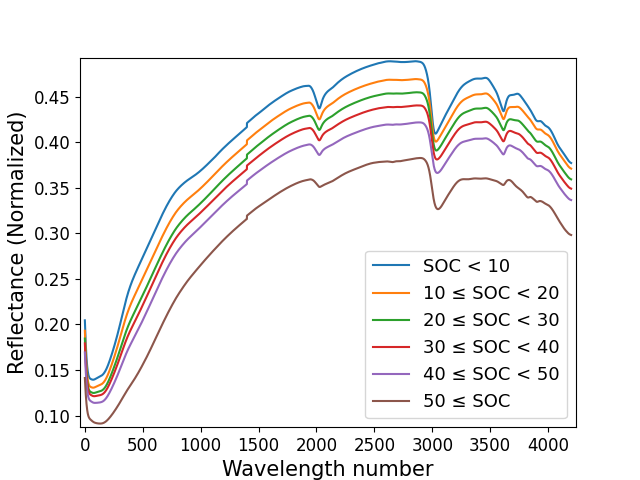 Reflectance (Normalized)
0.45
0.40
0.35
0.30
0.25
0.20
0.15
0.10
SOC < 10
10 ≤ SOC < 20
20 ≤ SOC < 30
30 ≤ SOC < 40
40 ≤ SOC < 50
50 ≤ SOC
0 500 1000 1500 2000 2500 3000 3500 4000
Wavelength number